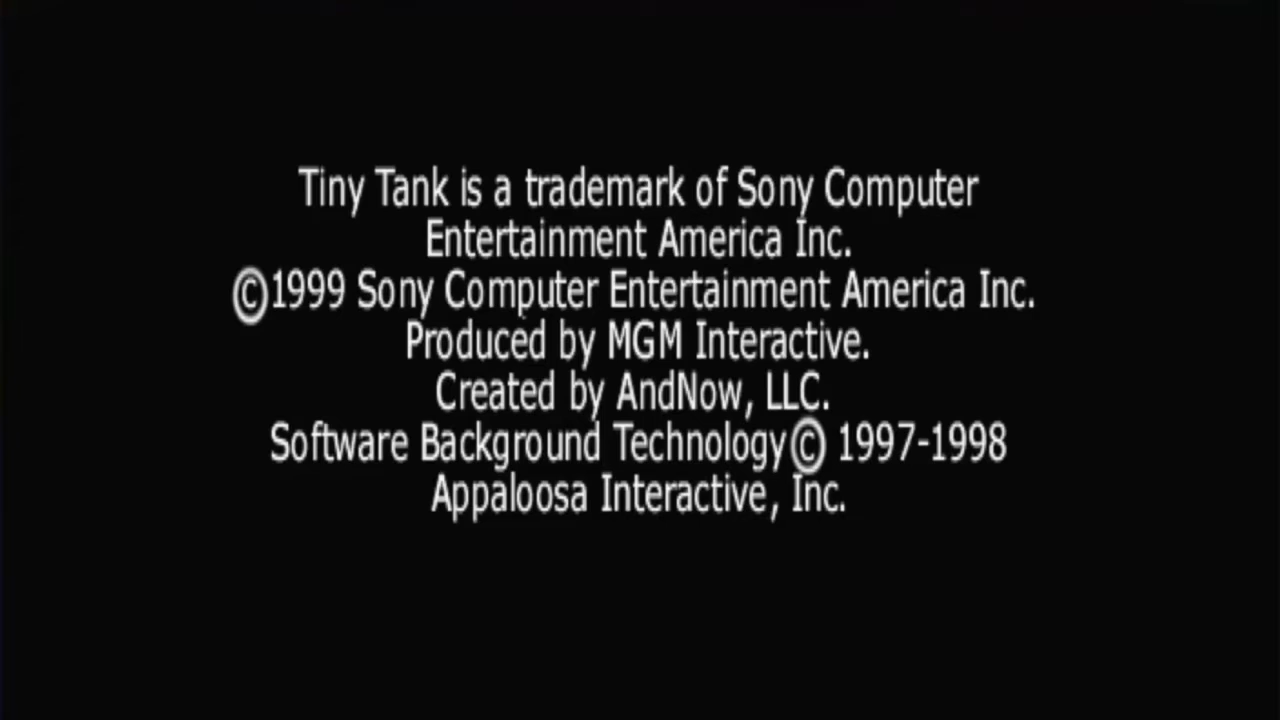 Tiny Tank is a trademark of Sony Computer
Entertainment America Inc.
©1999 Sony Computer Entertainment America Inc.
Produced by MGM Interactive.
Created by AndNow, LLC.
Software Background Technology© 1997-1998
Appaloosa Interactive, Inc.